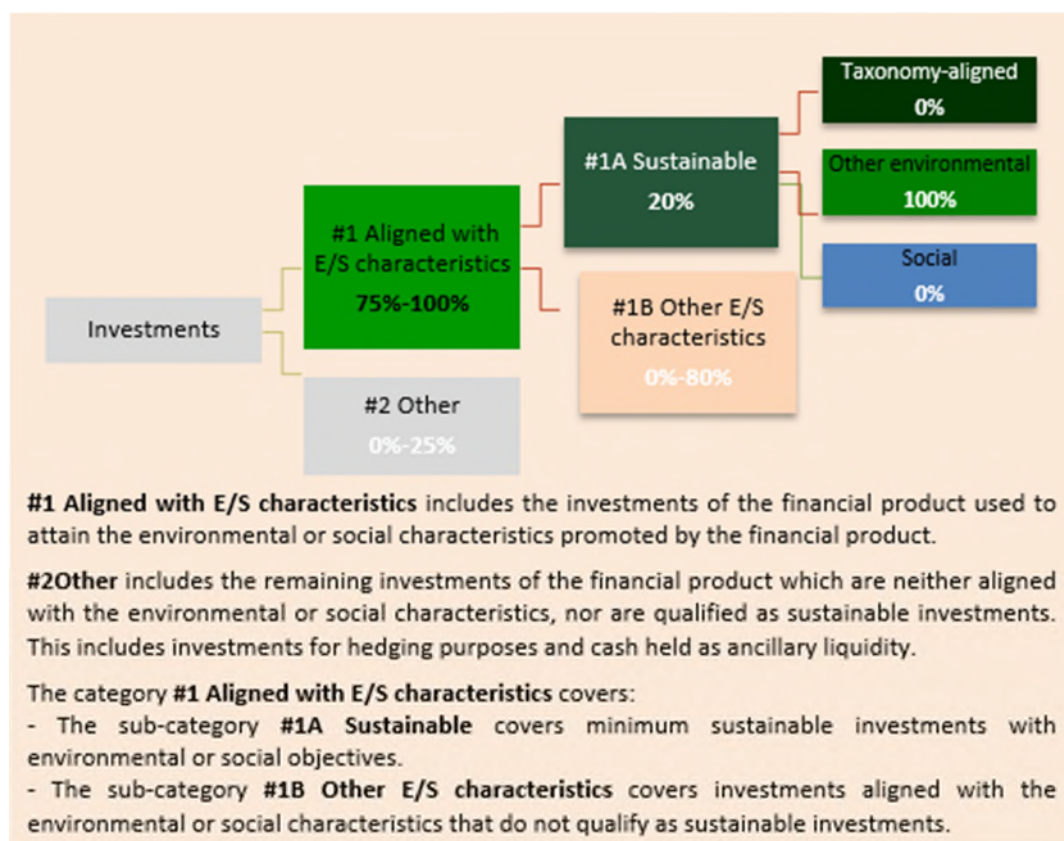 Taxonomy-aligned
0%
#1A Sustainable
20%
Other environmental
100%
#1 Aligned with
E/S characteristics
75%-100%
Social
0%
Investments
#1B Other E/S
characteristics
0%-80%
#2 Other
0%-25%
#1 Aligned with E/S characteristics includes the investments of the financial product used to
attain the environmental or social characteristics promoted by the financial product.
#2Other includes the remaining investments of the financial product which are neither aligned
with the environmental or social characteristics, nor are qualified as sustainable investments.
This includes investments for hedging purposes and cash held as ancillary liquidity.
The category #1 Aligned with E/S characteristics covers:
- The sub-category #1A Sustainable covers minimum sustainable investments with
environmental or social objectives.
- The sub-category #1B Other E/S characteristics covers investments aligned with the
environmental or social characteristics that do not qualify as sustainable investments.